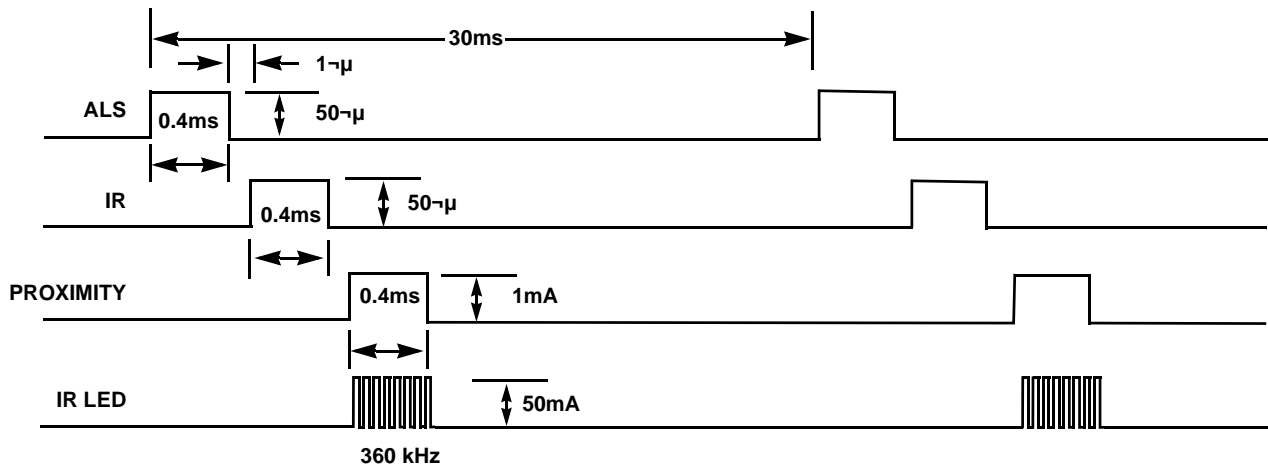 30ms
1¬µ
ALS
0.4ms
50¬µ
IR
0.4ms
50¬µ
PROXIMITY
0.4ms
1mA
IR LED
50mA
360 kHz